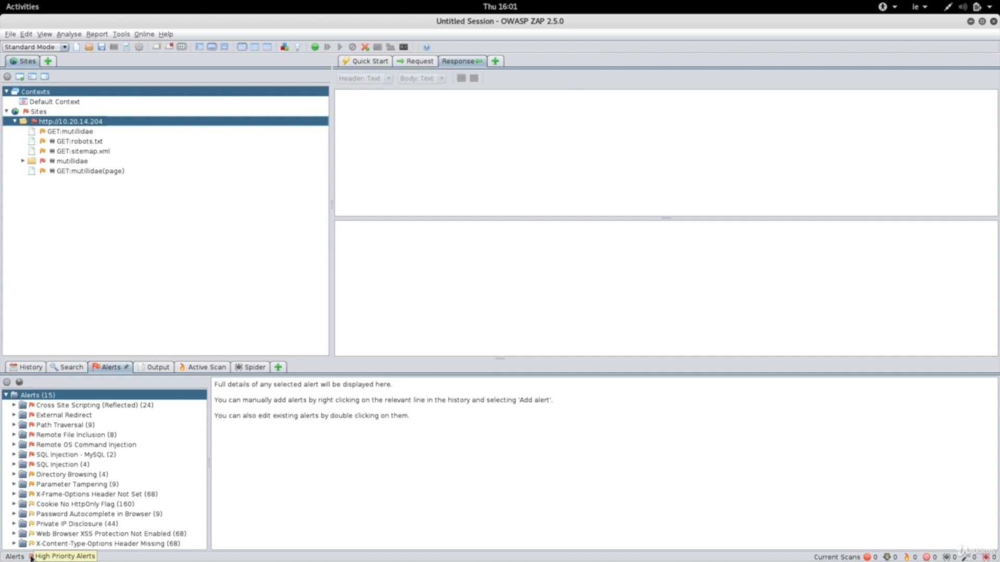 Activities
Thu 16:01
ie
Untitled Session - OWASP ZAP 2.5.0
File Edit View Analyse Report Tools Online Help
Standard Mode
Sites
Quick Start
Request
Response
Header: Text
Body: Text
Contexts
Default Context
Sites
http://10.20.14.204
GET:mutillidae
GET:robots.txt
GET:sitemap.xml
mutillidae
GET:mutillidae(page)
History
Search
Alerts
Output
Active Scan
Spider
Full details of any selected alert will be displayed here.
You can manually add alerts by right clicking on the relevant line in the history and selecting 'Add alert'.
You can also edit existing alerts by double clicking on them.
Alerts (15)
Cross Site Scripting (Reflected) (24)
External Redirect
Path Traversal (9)
Remote File Inclusion (8)
Remote OS Command Injection
SQL Injection - MySQL (2)
SQL Injection (4)
Directory Browsing (4)
Parameter Tampering (9)
X-Frame-Options Header Not Set (68)
Cookie No HttpOnly Flag (160)
Password Autocomplete in Browser (9)
Private IP Disclosure (44)
Web Browser XSS Protection Not Enabled (68)
X-Content-Type-Options Header Missing (68)
Alerts
High Priority Alerts
Current Scans 0 0 0 0 0 0 0
Udemy